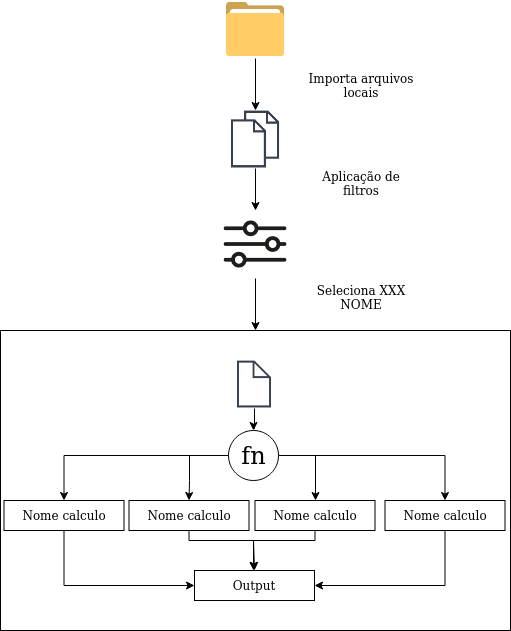 Importa arquivos
locais
Aplicação de
filtros
Seleciona XXX
NOME
fn
Nome calculo
Nome calculo
Nome calculo
Nome calculo
Output